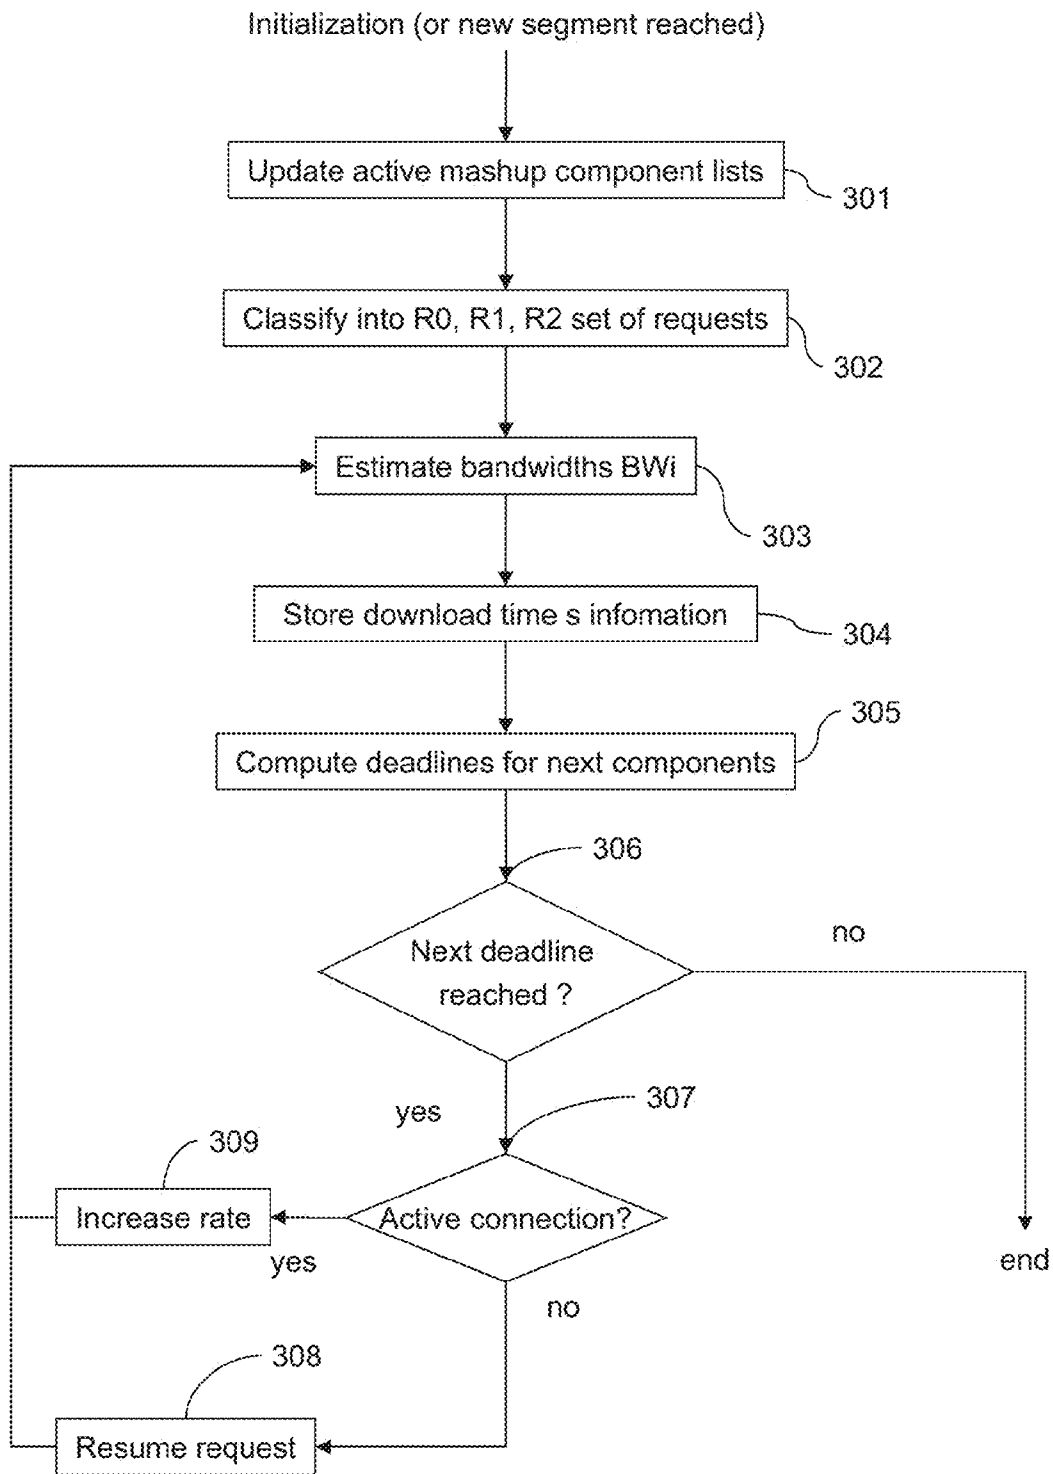 Initialization (or new segment reached)
Update active mashup component lists
301
Classify into R0, R1, R2 set of requests
302
Estimate bandwidths BWi
303
Store download time s infomation
304
305
Compute deadlines for next components
306
Next deadline
reached ?
no
yes
307
309
Increase rate
Active connection?
yes
end
no
308
Resume request